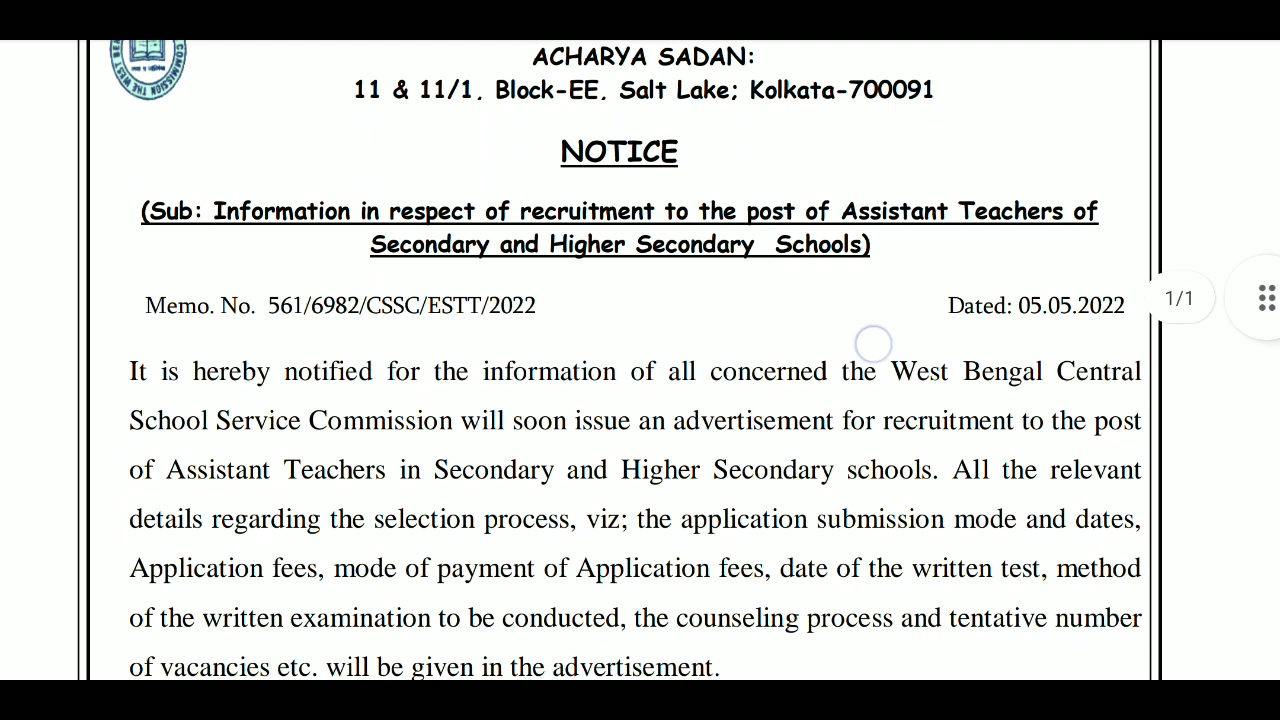 ACHARYA SADAN:
11 & 11/1, Block-EE, Salt Lake; Kolkata-700091
NOTICE
(Sub: Information in respect of recruitment to the post of Assistant Teachers of
Secondary and Higher Secondary Schools)
Memo. No. 561/6982/CSSC/ESTT/2022 Dated: 05.05.2022
1/1
It is hereby notified for the information of all concerned the West Bengal Central
School Service Commission will soon issue an advertisement for recruitment to the post
of Assistant Teachers in Secondary and Higher Secondary schools. All the relevant
details regarding the selection process, viz; the application submission mode and dates,
Application fees, mode of payment of Application fees, date of the written test, method
of the written examination to be conducted, the counseling process and tentative number
of vacancies etc. will be given in the advertisement.